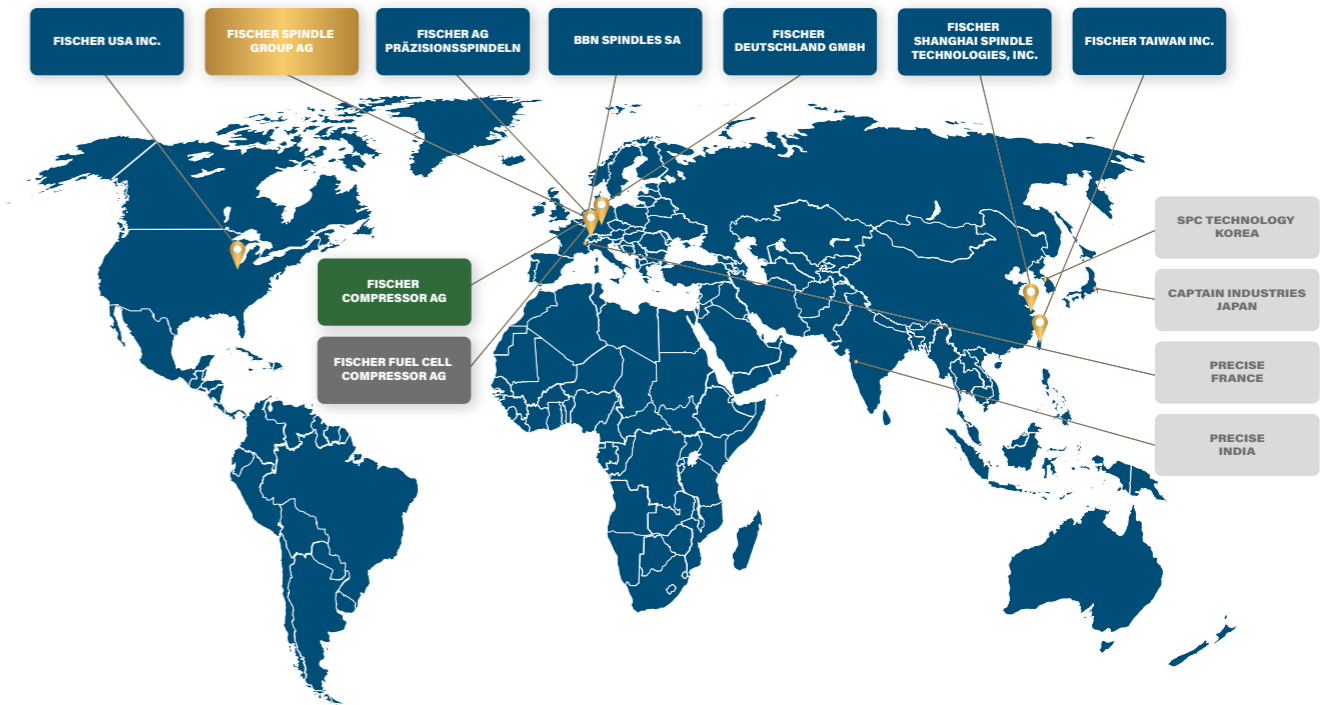 FISCHER USA INC.
FISCHER SPINDLE
GROUP AG
FISCHER AG
PRÄZISIONSSPINDELN
BBN SPINDLES SA
FISCHER
DEUTSCHLAND GMBH
FISCHER
SHANGHAI SPINDLE
TECHNOLOGIES, INC.
FISCHER TAIWAN INC.
SPC TECHNOLOGY
KOREA
FISCHER
COMPRESSOR AG
CAPTAIN INDUSTRIES
JAPAN
FISCHER FUEL CELL
COMPRESSOR AG
PRECISE
FRANCE
PRECISE
INDIA